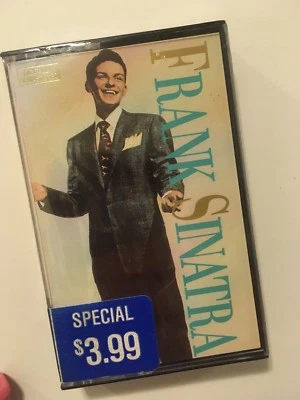 FRANK SINATRA
SPECIAL
$3.99